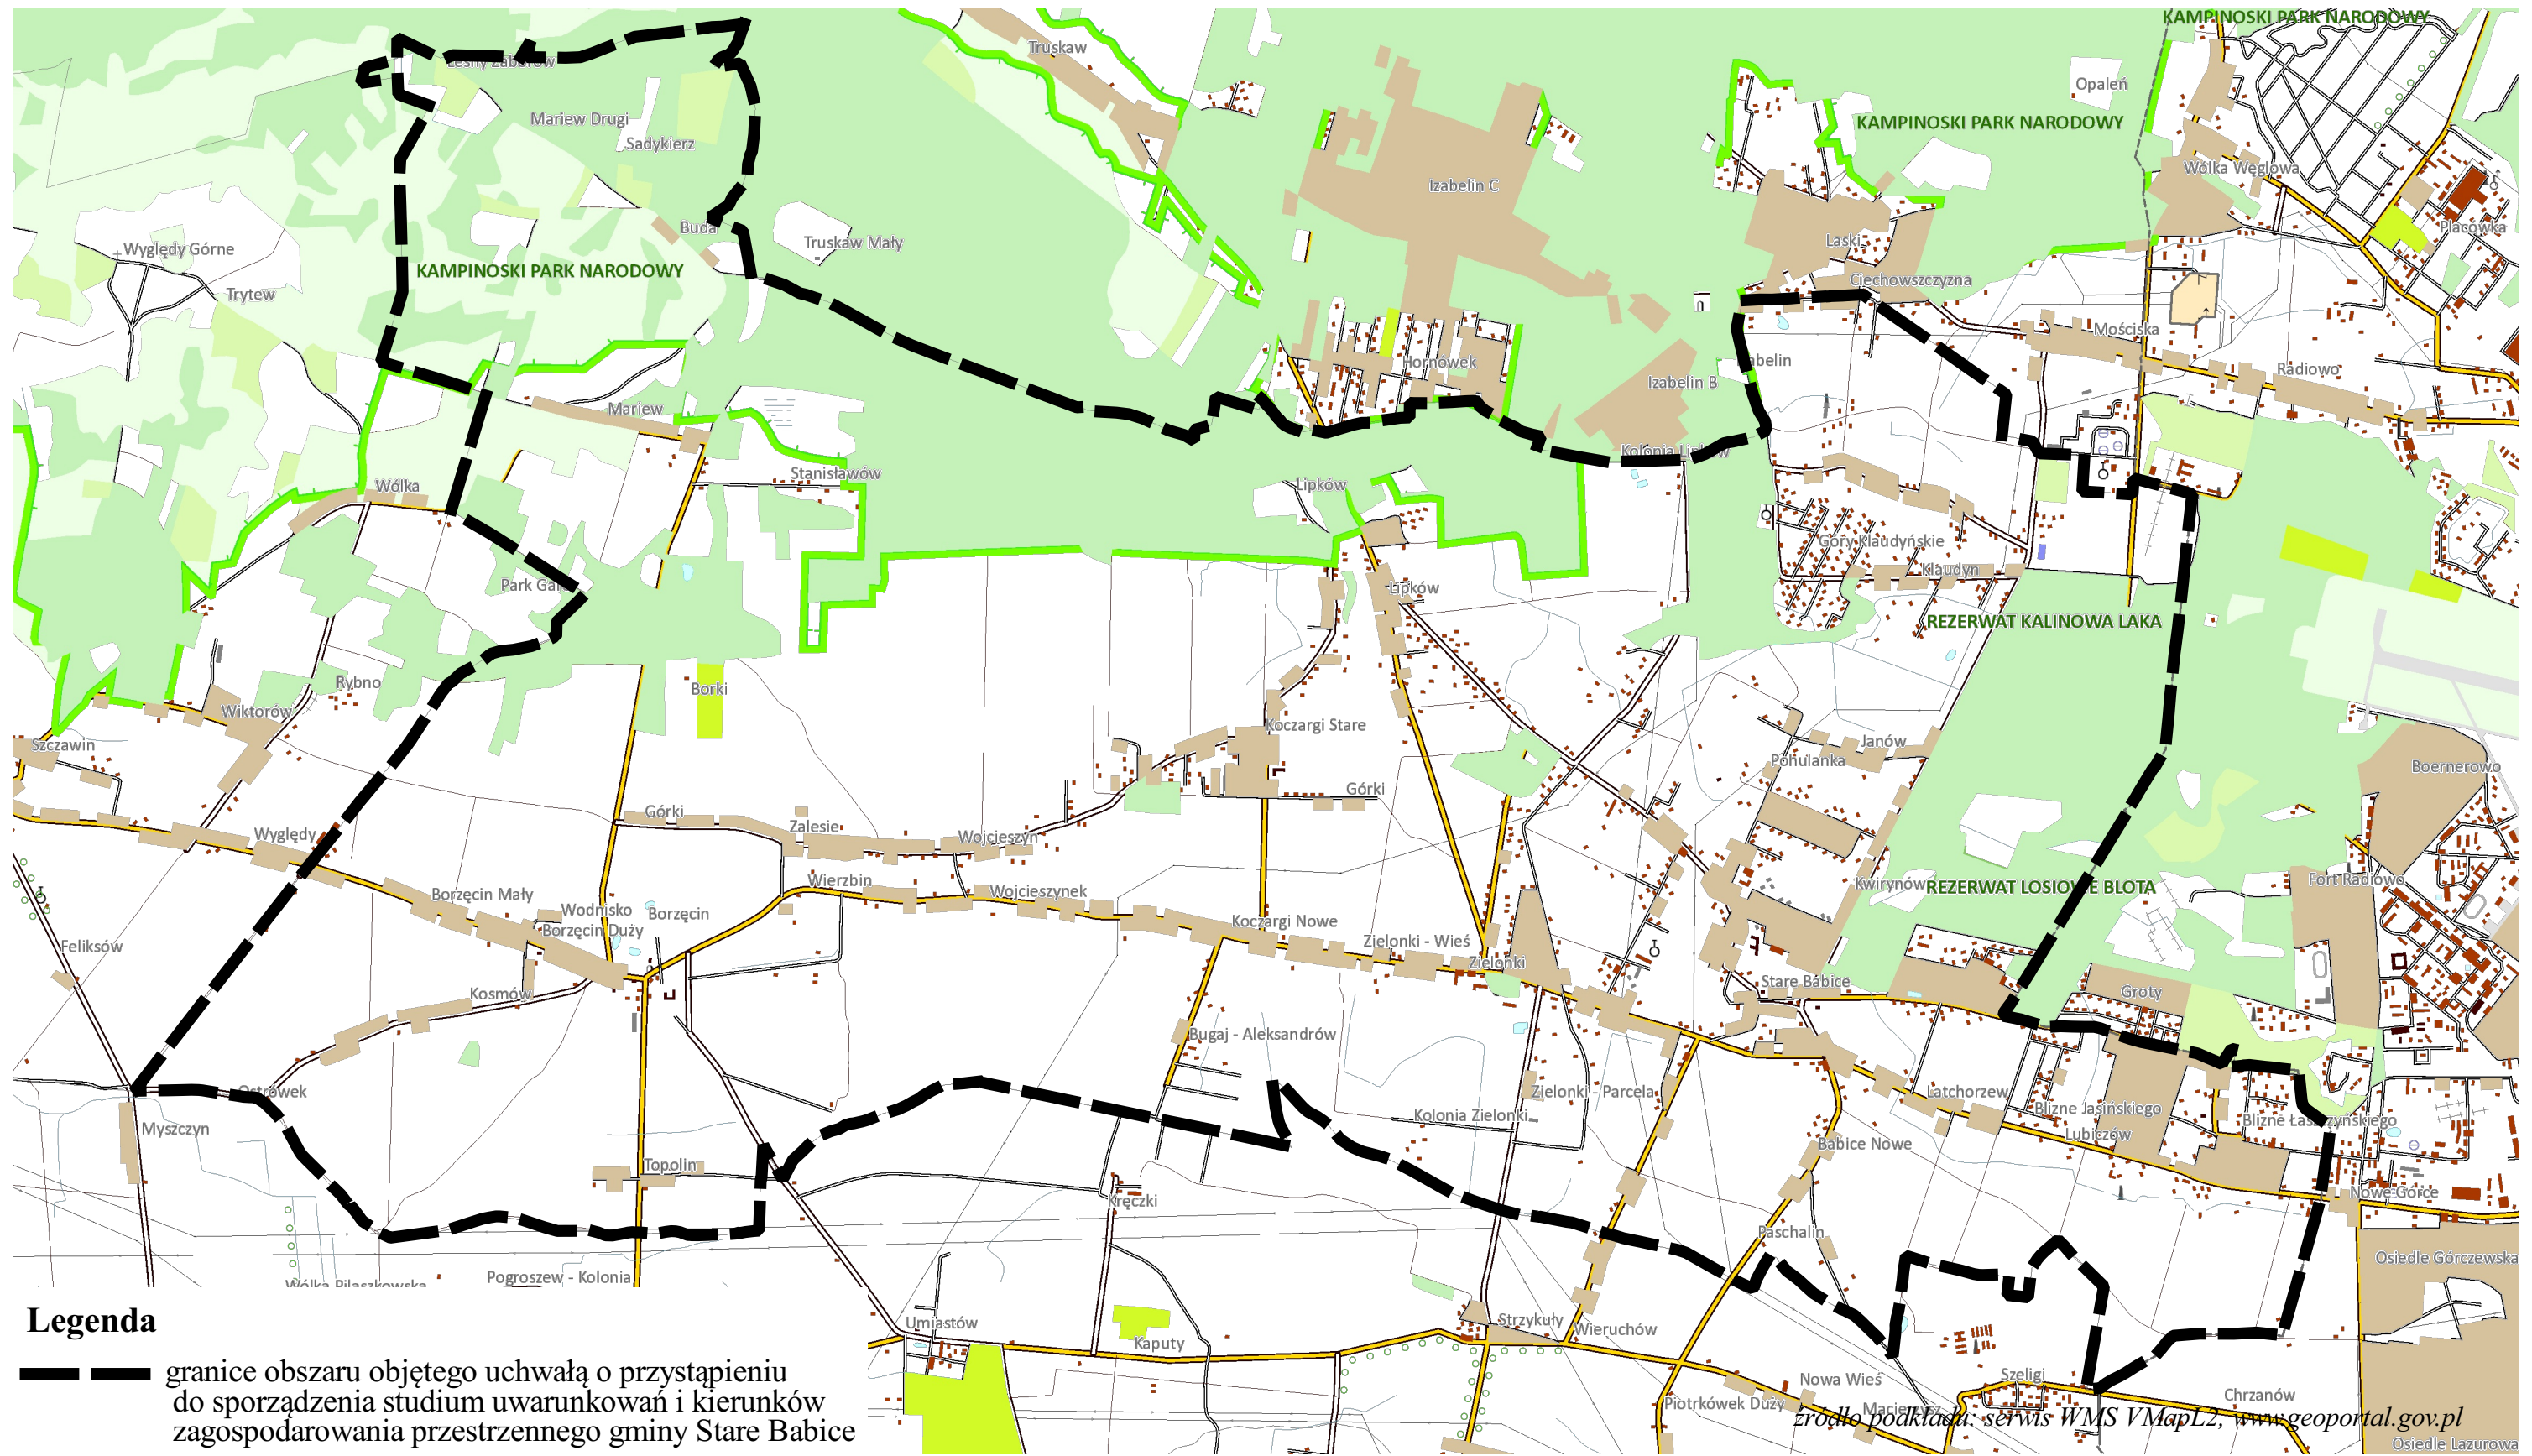 KAMPINOSKI PARK NARODOWY
Truskaw
Leśny Zaborów
Opaleń
Mariew Drugi
KAMPINOSKI PARK NARODOWY
Sadykierz
Wólka Węglowa
Izabelin C
Buda
Placówka
Wyględy Górne
Truskaw Mały
Laski
KAMPINOSKI PARK NARODOWY
Ciechowszczyzna
Trytew
Mościska
Hornówek
Radiowo
Izabelin B
Mariew
Stanisławów
Wólka
Lipków
Góry Klaudyńskie
Klaudyn
Lipków
REZERWAT KALINOWA LAKA
Rybno
Borki
Wiktorów
Koczargi Stare
Szczawin
Janów
Pohulanka
Boernerowo
Górki
Górki
Zalesie
Wyględy
Wojcieszyn
Wierzbin
Wojcieszynek
Fort Radiowo
Kwirynów
REZERWAT LOSIOWE BLOTA
Borzęcin Mały
Wodnisko
Borzęcin
Koczargi Nowe
Borzęcin Duży
Zielonki - Wieś
Feliksów
Zielonki
Stare Babice
Kosmów
Groty
Bugaj - Aleksandrów
Ostrówek
Zielonki - Parcela
Latchorzew
Kolonia Zielonki
Blizne Jasińskiego
Myszczyn
Blizne Łaszczyńskiego
Lubiczów
Babice Nowe
Topolin
Nowe Górce
Kręczki
Paschalin
Osiedle Górczewska
Pogroszew - Kolonia
Wólka Pilaszkowska
Legenda
Umiastów
Strzykuły
Wieruchów
Kaputy
granice obszaru objętego uchwałą o przystąpieniu
do sporządzenia studium uwarunkowań i kierunków
zagospodarowania przestrzennego gminy Stare Babice
Szeligi
Nowa Wieś
Chrzanów
Piotrkówek Duży
źródło podkładu: serwis WMS VMapL2, www.geoportal.gov.pl
Osiedle Lazurowa